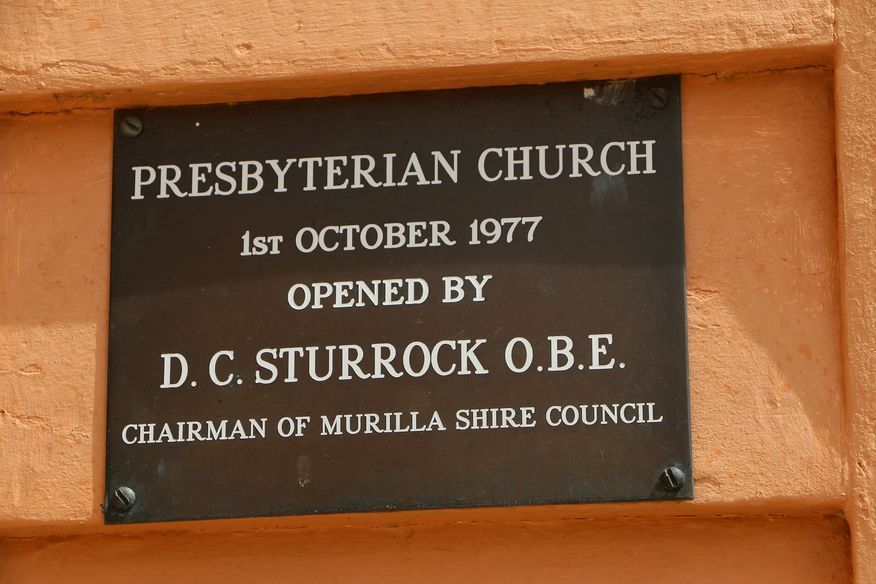 PRESBYTERIAN CHURCH
1st OCTOBER 1977
OPENED BY
D. C. STURROCK O.B.E.
CHAIRMAN OF MURILLA SHIRE COUNCIL